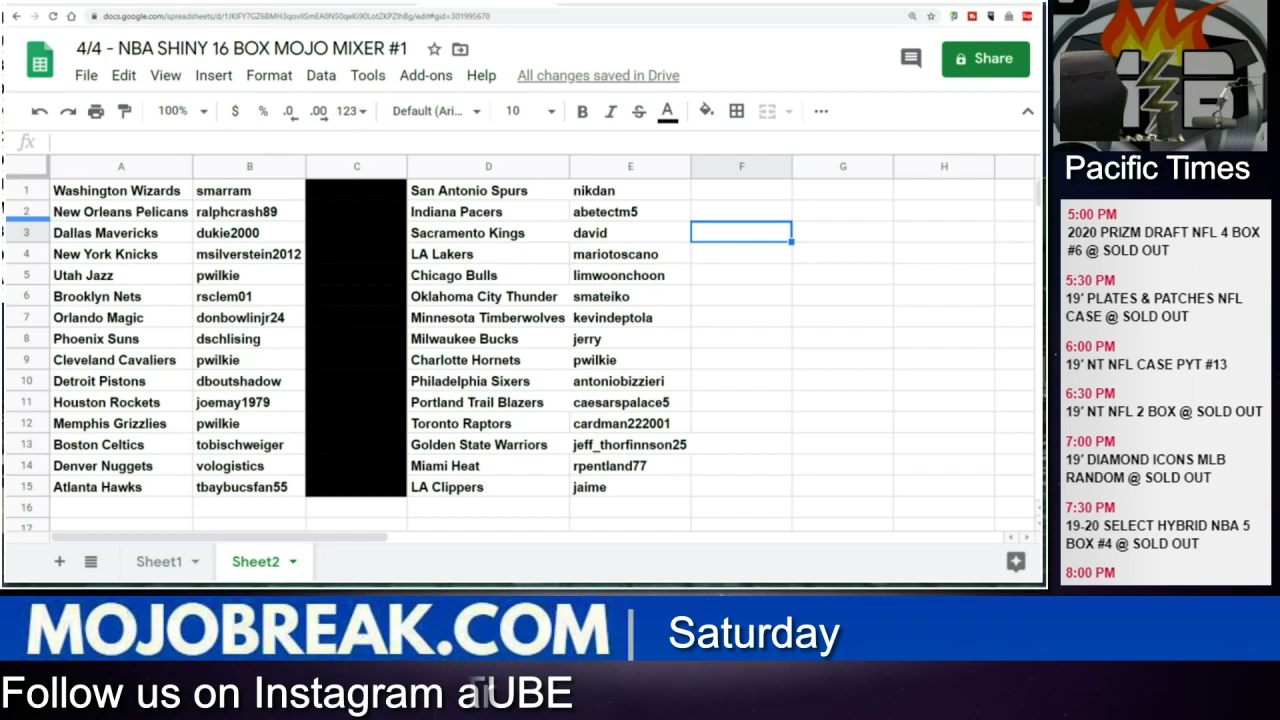 docs.google.com/spreadsheets/d/1JKIFY7GZ6BMH3qovIISmEA0N50qeKi90LotZKPZIhBg/edit#gid=301995670
4/4 - NBA SHINY 16 BOX MOJO MIXER #1
File Edit View Insert Format Data Tools Add-ons Help All changes saved in Drive
Share
100% $ % .0 .00 123 Default (Ari... 10 B I S A
fx
A B C D E F G H
1 Washington Wizards smarram San Antonio Spurs nikdan
2 New Orleans Pelicans ralphcrash89 Indiana Pacers abetectm5
3 Dallas Mavericks dukie2000 Sacramento Kings david
4 New York Knicks msilverstein2012 LA Lakers mariotoscano
5 Utah Jazz pwilkie Chicago Bulls limwoonchoon
6 Brooklyn Nets rsclem01 Oklahoma City Thunder smateiko
7 Orlando Magic donbowlinjr24 Minnesota Timberwolves kevindeptola
8 Phoenix Suns dschlising Milwaukee Bucks jerry
9 Cleveland Cavaliers pwilkie Charlotte Hornets pwilkie
10 Detroit Pistons dboutshadow Philadelphia Sixers antoniobizzieri
11 Houston Rockets joemay1979 Portland Trail Blazers caesarspalace5
12 Memphis Grizzlies pwilkie Toronto Raptors cardman222001
13 Boston Celtics tobischweiger Golden State Warriors jeff_thorfinnson25
14 Denver Nuggets vologistics Miami Heat rpentland77
15 Atlanta Hawks tbaybucsfan55 LA Clippers jaime
16
17
Sheet1 Sheet2
Pacific Times
5:00 PM
2020 PRIZM DRAFT NFL 4 BOX
#6 @ SOLD OUT
5:30 PM
19' PLATES & PATCHES NFL
CASE @ SOLD OUT
6:00 PM
19' NT NFL CASE PYT #13
6:30 PM
19' NT NFL 2 BOX @ SOLD OUT
7:00 PM
19' DIAMOND ICONS MLB
RANDOM @ SOLD OUT
7:30 PM
19-20 SELECT HYBRID NBA 5
BOX #4 @ SOLD OUT
8:00 PM
MOJOBREAK.COM | Saturday
Follow us on Instagram a UBE